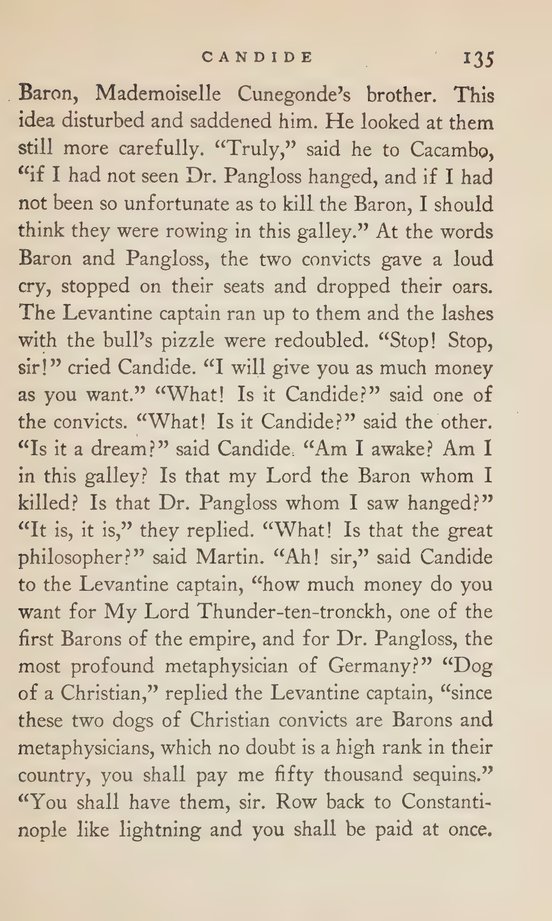 CANDIDE 135
Baron, Mademoiselle Cunegonde's brother. This
idea disturbed and saddened him. He looked at them
still more carefully. “Truly,” said he to Cacambo,
“if I had not seen Dr. Pangloss hanged, and if I had
not been so unfortunate as to kill the Baron, I should
think they were rowing in this galley.” At the words
Baron and Pangloss, the two convicts gave a loud
cry, stopped on their seats and dropped their oars.
The Levantine captain ran up to them and the lashes
with the bull's pizzle were redoubled. “Stop! Stop,
sir!” cried Candide. “I will give you as much money
as you want.” “What! Is it Candide?” said one of
the convicts. “What! Is it Candide?” said the other.
“Is it a dream?” said Candide. “Am I awake? Am I
in this galley? Is that my Lord the Baron whom I
killed? Is that Dr. Pangloss whom I saw hanged?”
“It is, it is,” they replied. “What! Is that the great
philosopher?” said Martin. “Ah! sir,” said Candide
to the Levantine captain, “how much money do you
want for My Lord Thunder-ten-tronckh, one of the
first Barons of the empire, and for Dr. Pangloss, the
most profound metaphysician of Germany?” “Dog
of a Christian,” replied the Levantine captain, “since
these two dogs of Christian convicts are Barons and
metaphysicians, which no doubt is a high rank in their
country, you shall pay me fifty thousand sequins.”
“You shall have them, sir. Row back to Constanti-
nople like lightning and you shall be paid at once.